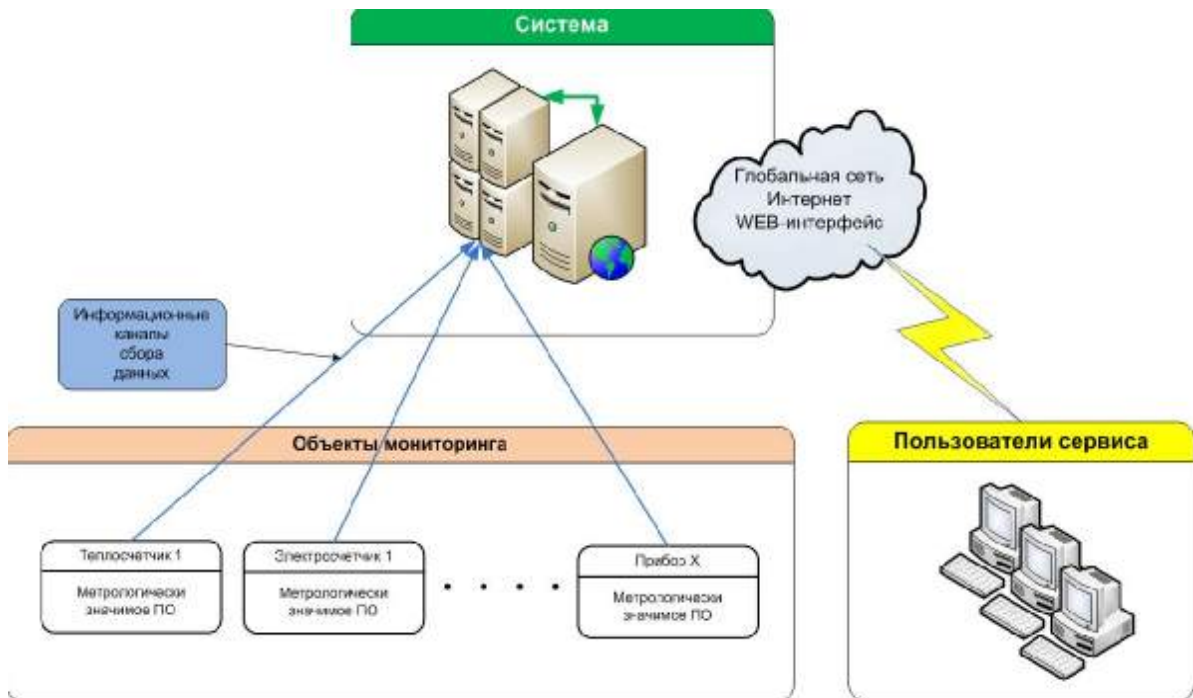 Система
Глобальная сеть
Интернет
WEB-интерфейс
Информационные
каналы
сбора
данных
Объекты мониторинга
Пользователи сервиса
Теплосчетчик 1
Метрологически
значимое ПО
Электросчетчик 1
Метрологически
значимое ПО
Прибор Х
Метрологически
значимое ПО